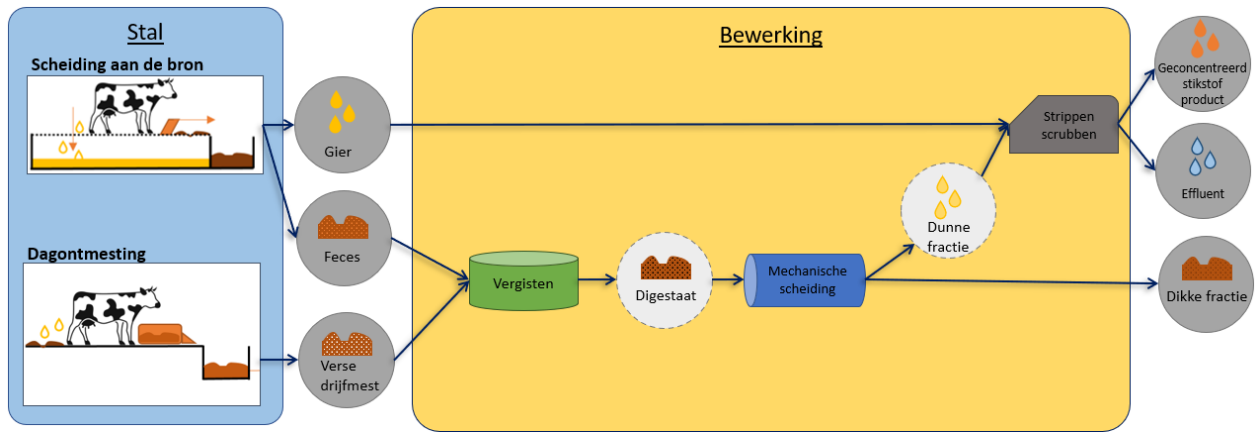 Stal
Scheiding aan de bron
Dagontmesting
Gier
Feces
Verse
drijfmest
Bewerking
Vergisten
Digestaat
Mechanische
scheiding
Dunne
fractie
Strippen
scrubben
Geconcentreerd
stikstof
product
Effluent
Dikke fractie